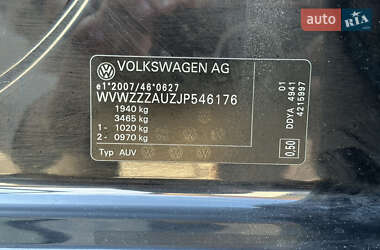 auto RIA.com
VOLKSWAGEN AG
e1*2007/46*0627
WVWZZZAUZJP546176
1940 kg
3465 kg
1 - 1020 kg
2 - 0970 kg
Typ AUV
01
DDYA 4941
4215997
0,50